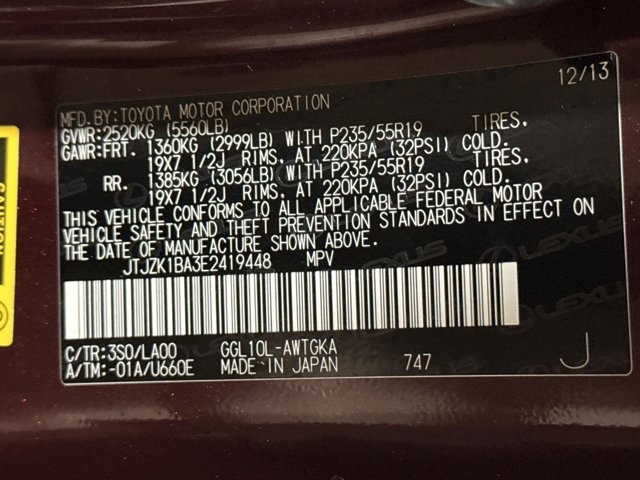 12/13
MFD.BY:TOYOTA MOTOR CORPORATION
GVWR:2520KG (5560LB)
GAWR:FRT. 1360KG (2999LB) WITH P235/55R19 TIRES,
19X7 1/2J RIMS, AT 220KPA (32PSI) COLD.
RR. 1385KG (3056LB) WITH P235/55R19 TIRES,
19X7 1/2J RIMS, AT 220KPA (32PSI) COLD.
THIS VEHICLE CONFORMS TO ALL APPLICABLE FEDERAL MOTOR
VEHICLE SAFETY AND THEFT PREVENTION STANDARDS IN EFFECT ON
THE DATE OF MANUFACTURE SHOWN ABOVE.
JTJZK1BA3E2419448 MPV
LEXUS
C/TR:3S0/LA00 GGL10L-AWTGKA
A/TM:-01A/U660E MADE IN JAPAN 747 J
CAUTION